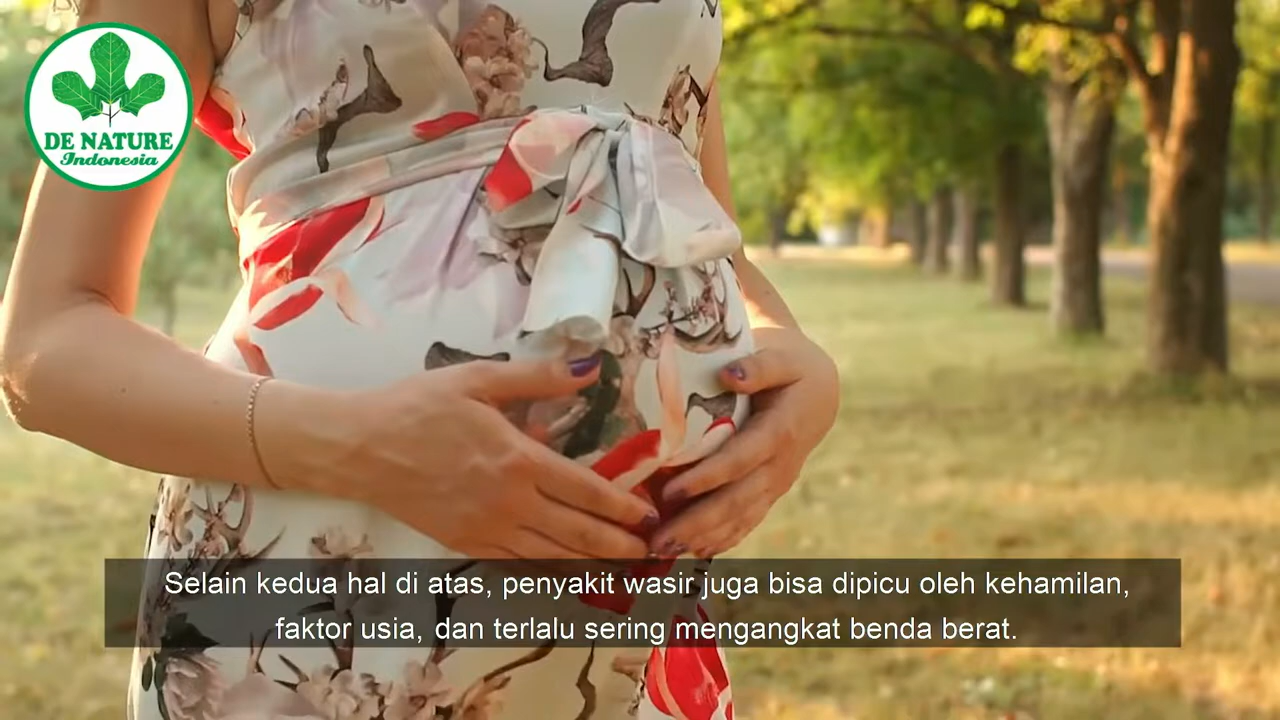 DE NATURE
Indonesia
Selain kedua hal di atas, penyakit wasir juga bisa dipicu oleh kehamilan,
faktor usia, dan terlalu sering mengangkat benda berat.